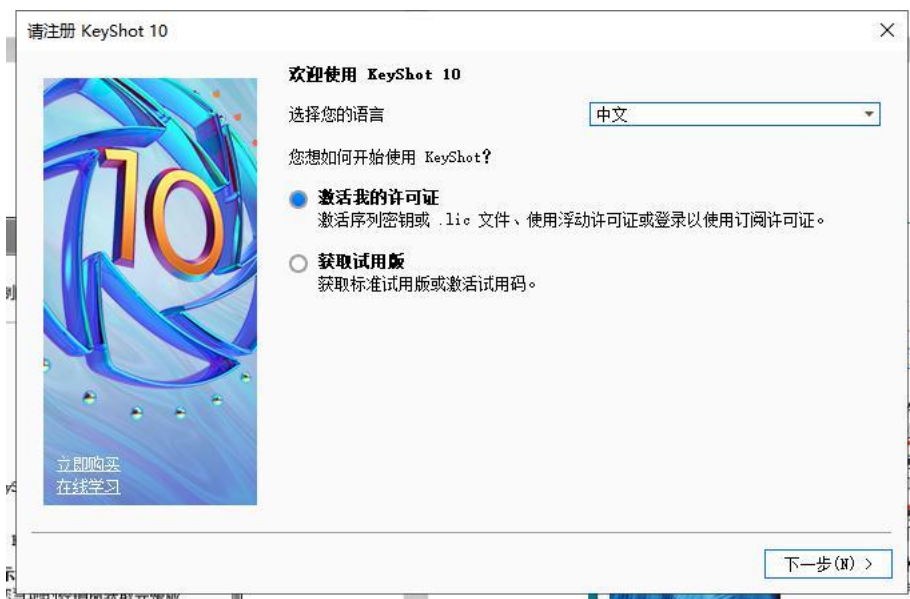 请注册 KeyShot 10
欢迎使用 KeyShot 10
选择您的语言
中文
您想如何开始使用 KeyShot?
激活我的许可证
激活序列密钥或 .lic 文件、使用浮动许可证或登录以使用订阅许可证。
获取试用版
获取标准试用版或激活试用码。
10
立即购买
在线学习
下一步(N) >